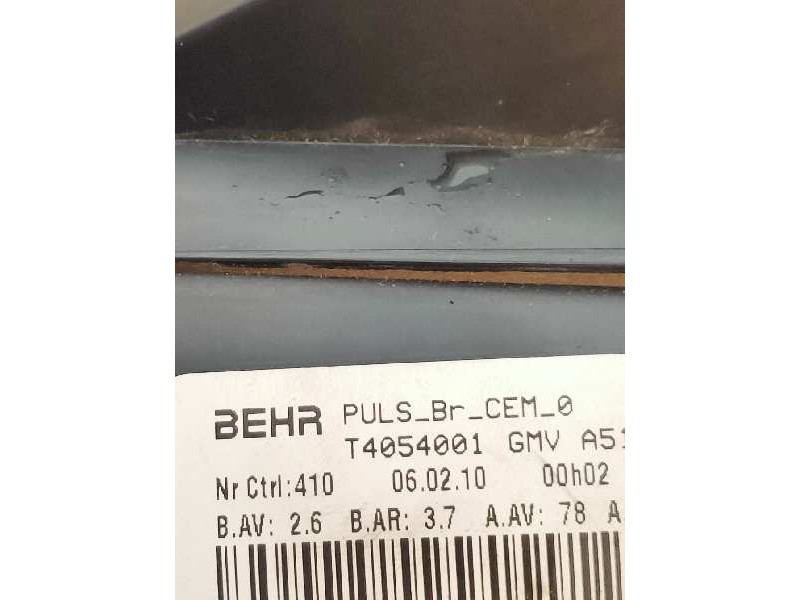 BEHR PULS_Br_CEM_0
T4054001 GMV A51
Nr Ctrl:410 06.02.10 00h02
B.AV: 2.6 B.AR: 3.7 A.AV: 78 A